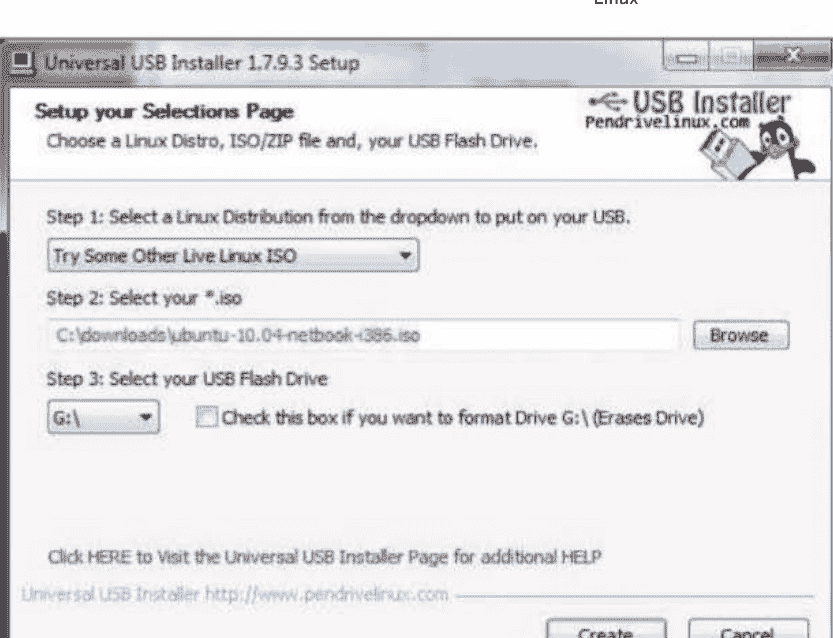 Linux
Universal USB Installer 1.7.9.3 Setup
Setup your Selections Page
Choose a Linux Distro, ISO/ZIP file and, your USB Flash Drive.
USB Installer
Pendrivelinux.com
Step 1: Select a Linux Distribution from the dropdown to put on your USB.
Try Some Other Live Linux ISO
Step 2: Select your *.iso
C:\downloads\ubuntu-10.04-netbook-i386.iso
Browse
Step 3: Select your USB Flash Drive
G:\
Check this box if you want to format Drive G:\ (Erases Drive)
Click HERE to Visit the Universal USB Installer Page for additional HELP
Universal USB Installer http://www.pendrivelinux.com
Create
Cancel